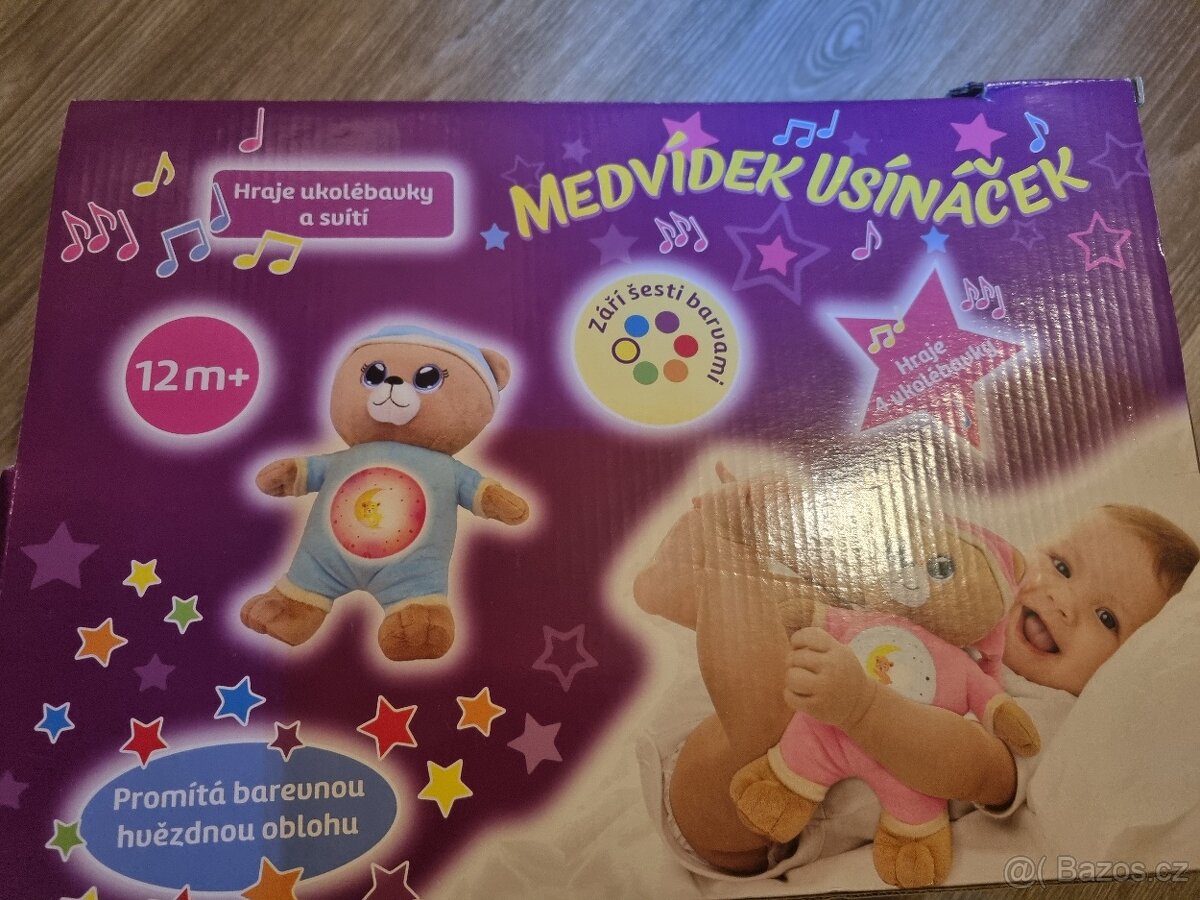 Hraje ukolébavky
a svítí
MEDVÍDEK USÍNÁČEK
12m+
Září šesti barvami
Hraje
4 ukolébavky!
Promítá barevnou
hvězdnou oblohu
@( Bazos.cz